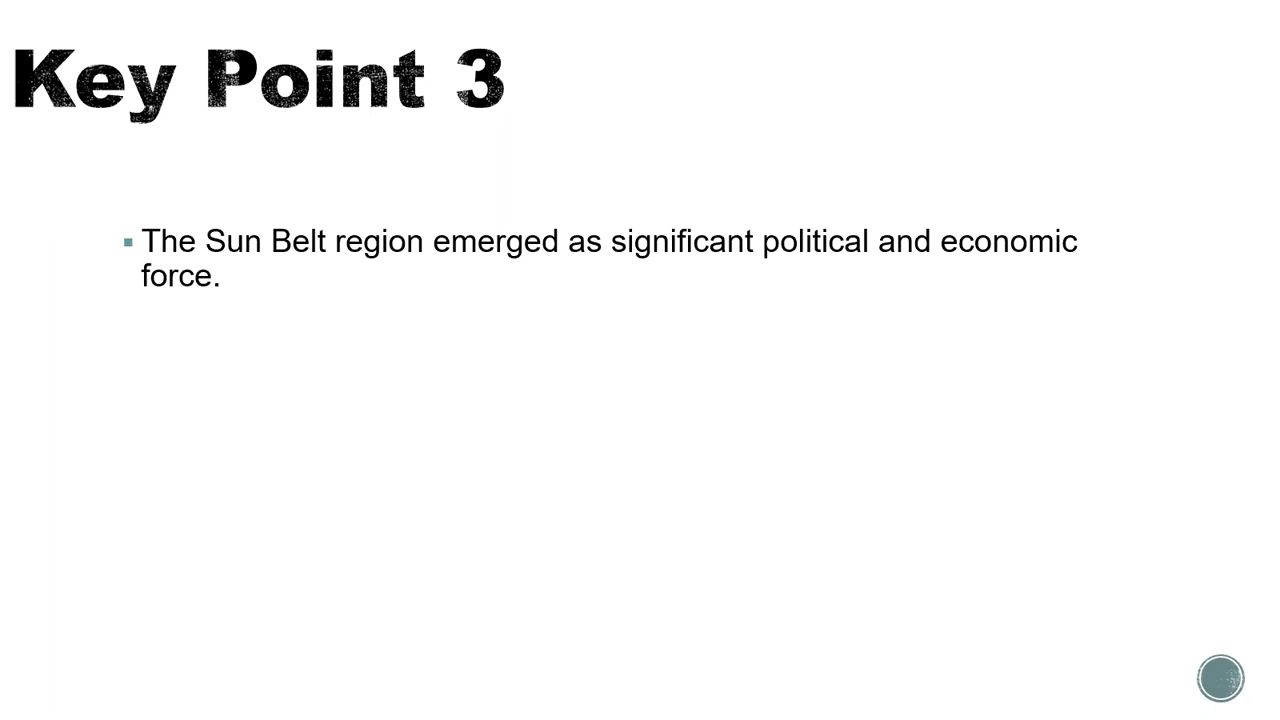 Key Point 3
The Sun Belt region emerged as significant political and economic
force.